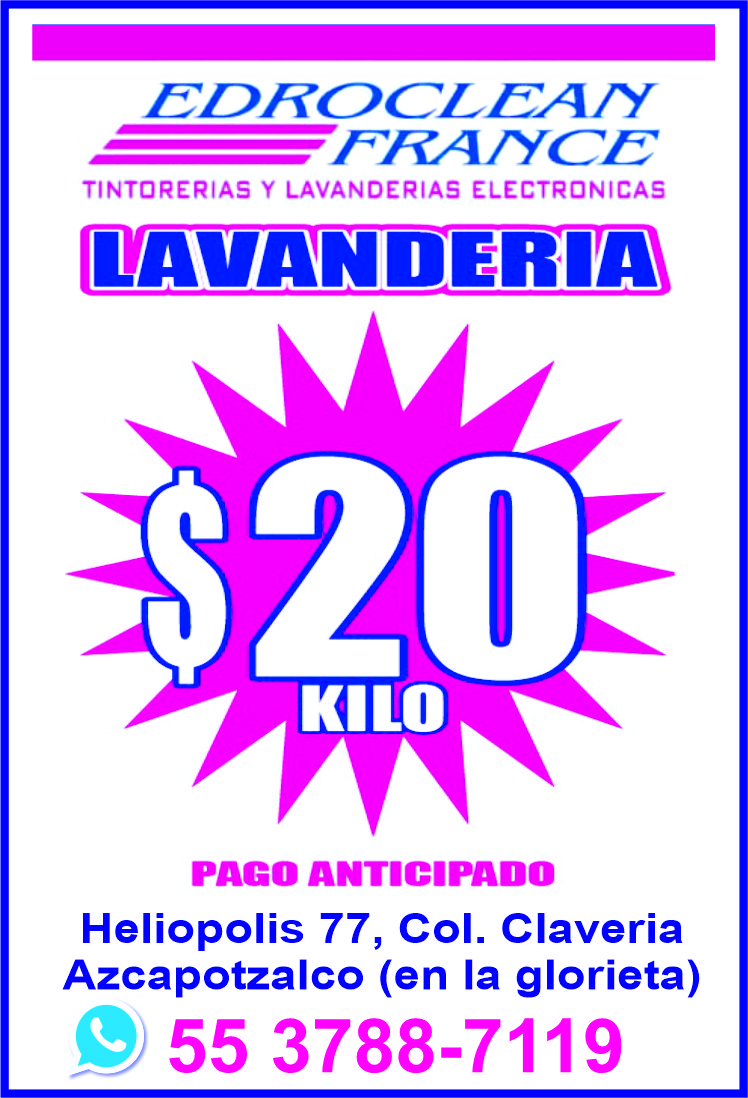 EDROCLEAN
FRANCE
TINTORERIAS Y LAVANDERIAS ELECTRONICAS
LAVANDERIA
$20
KILO
PAGO ANTICIPADO
Heliopolis 77, Col. Claveria
Azcapotzalco (en la glorieta)
55 3788-7119